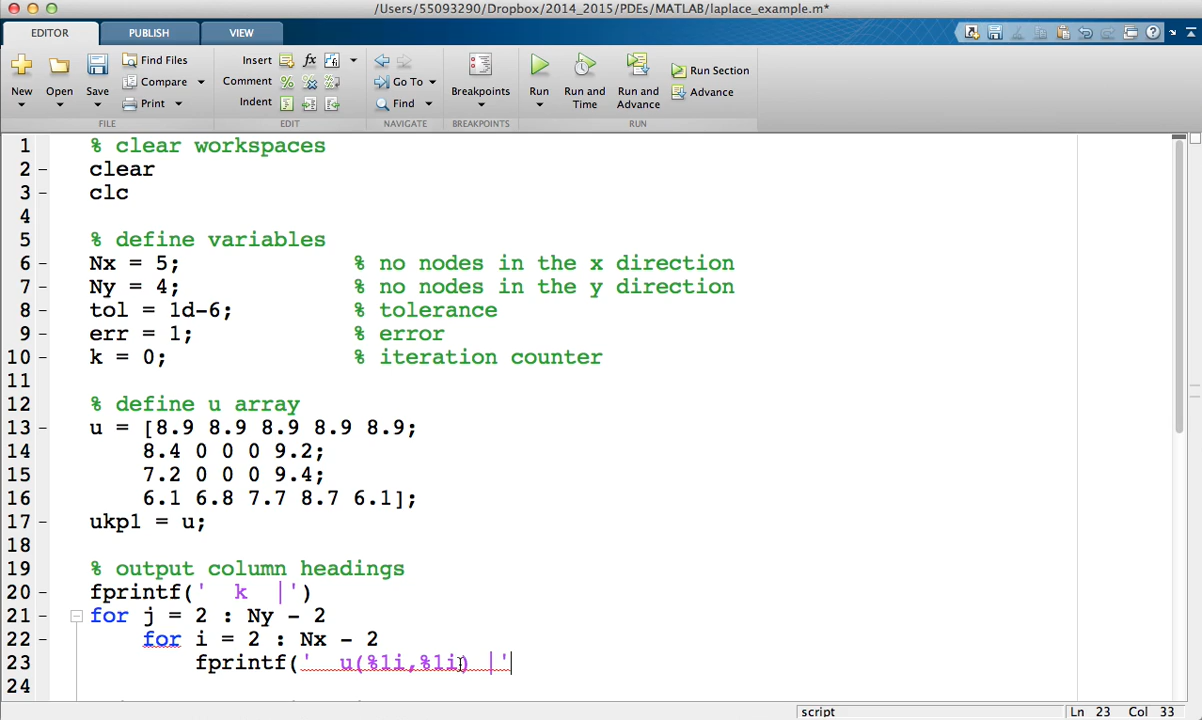 /Users/55093290/Dropbox/2014_2015/PDEs/MATLAB/laplace_example.m*
EDITOR PUBLISH VIEW
New Open Save Find Files Compare Print
Insert fx Comment % Indent
Go To Find
Breakpoints
Run Run and Time Run and Advance Run Section Advance
FILE EDIT NAVIGATE BREAKPOINTS RUN
1 % clear workspaces
2 – clear
3 – clc
4
5 % define variables
6 – Nx = 5; % no nodes in the x direction
7 – Ny = 4; % no nodes in the y direction
8 – tol = 1d-6; % tolerance
9 – err = 1; % error
10 – k = 0; % iteration counter
11
12 % define u array
13 – u = [8.9 8.9 8.9 8.9 8.9;
14 8.4 0 0 0 9.2;
15 7.2 0 0 0 9.4;
16 6.1 6.8 7.7 8.7 6.1];
17 – ukp1 = u;
18
19 % output column headings
20 – fprintf('  k  |')
21 – for j = 2 : Ny - 2
22 – for i = 2 : Nx - 2
23 fprintf('  u(%1i,%1i) |'
24
script Ln 23 Col 33